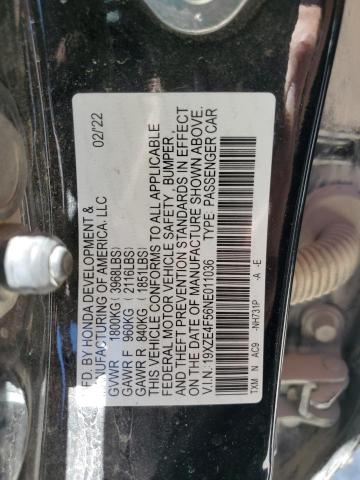 MFD. BY HONDA DEVELOPMENT &
MANUFACTURING OF AMERICA, LLC 02/'22
GVWR 1800KG ( 3968LBS)
GAWR F 960KG ( 2116LBS)
GAWR R 840KG ( 1851LBS)
THIS VEHICLE CONFORMS TO ALL APPLICABLE
FEDERAL MOTOR VEHICLE SAFETY, BUMPER
AND THEFT PREVENTION STANDARDS IN EFFECT
ON THE DATE OF MANUFACTURE SHOWN ABOVE.
V.I.N.:19XZE4F56NE011036 TYPE: PASSENGER CAR
TXM N AC9 -NH731P -A -E